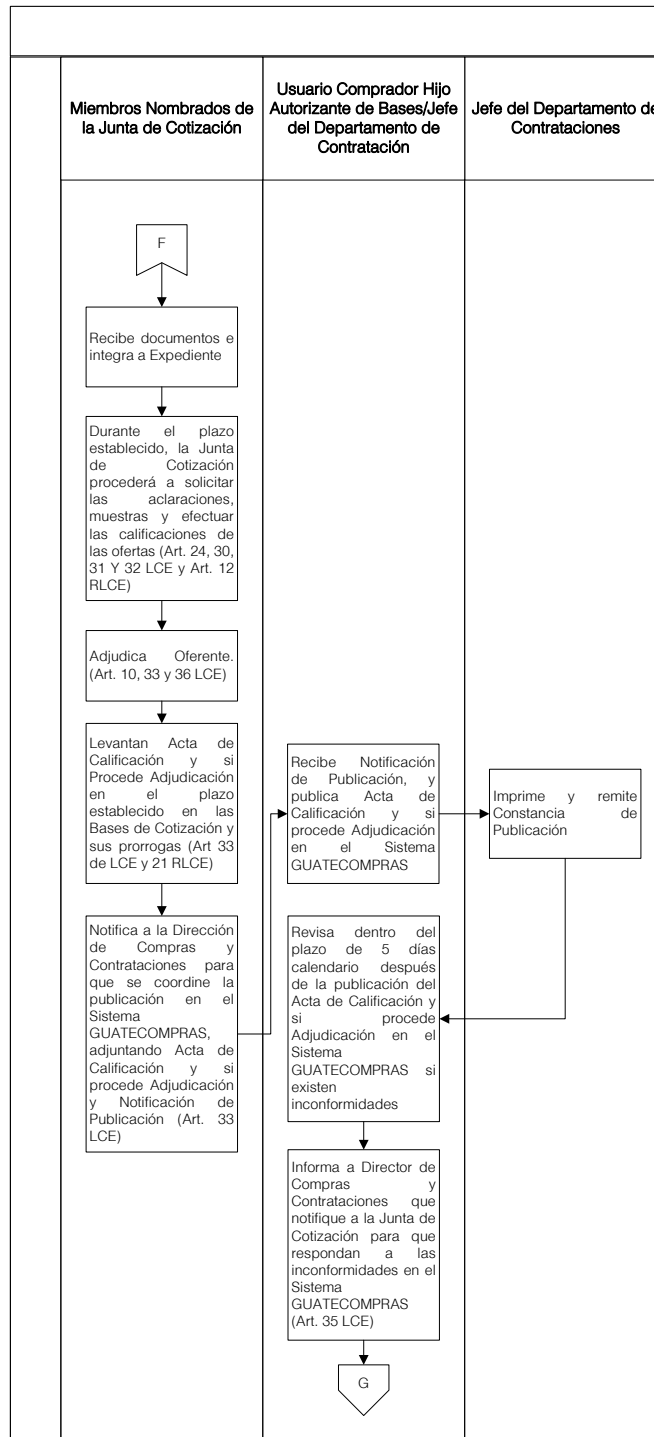 Miembros Nombrados de
la Junta de Cotización
Usuario Comprador Hijo
Autorizante de Bases/Jefe
del Departamento de
Contratación
Jefe del Departamento de
Contrataciones
F
Recibe documentos e
integra a Expediente
Durante el plazo
establecido, la Junta
de Cotización
procederá a solicitar
las aclaraciones,
muestras y efectuar
las calificaciones de
las ofertas (Art. 24, 30,
31 Y 32 LCE y Art. 12
RLCE)
Adjudica Oferente.
(Art. 10, 33 y 36 LCE)
Levantan Acta de
Calificación y si
Procede Adjudicación
en el plazo
establecido en las
Bases de Cotización y
sus prorrogas (Art 33
de LCE y 21 RLCE)
Notifica a la Dirección
de Compras y
Contrataciones para
que se coordine la
publicación en el
Sistema
GUATECOMPRAS,
adjuntando Acta de
Calificación y si
procede Adjudicación
y Notificación de
Publicación (Art. 33
LCE)
Recibe Notificación
de Publicación, y
publica Acta de
Calificación y si
procede Adjudicación
en el Sistema
GUATECOMPRAS
Imprime y remite
Constancia de
Publicación
Revisa dentro del
plazo de 5 días
calendario después
de la publicación del
Acta de Calificación y
si procede
Adjudicación en el
Sistema
GUATECOMPRAS si
existen
inconformidades
Informa a Director de
Compras y
Contrataciones que
notifique a la Junta de
Cotización para que
respondan a las
inconformidades en el
Sistema
GUATECOMPRAS
(Art. 35 LCE)
G